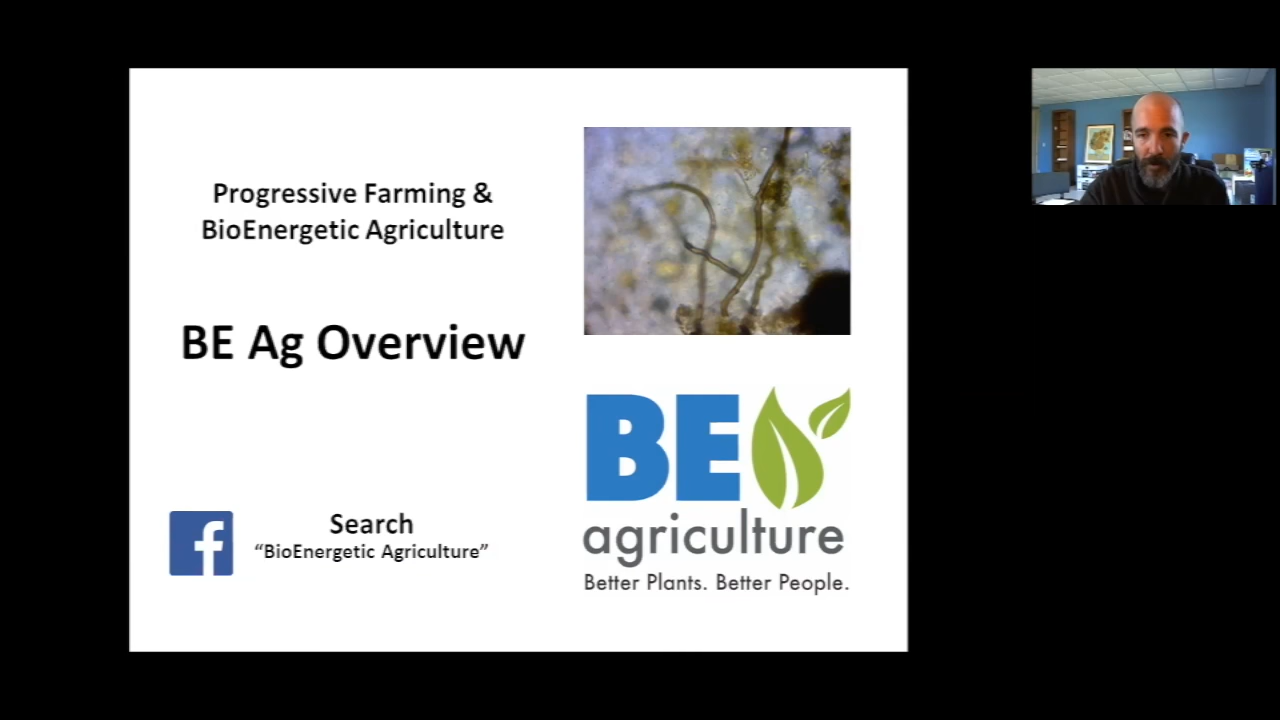 Progressive Farming &
BioEnergetic Agriculture
BE Ag Overview
Search
“BioEnergetic Agriculture”
BE
agriculture
Better Plants. Better People.